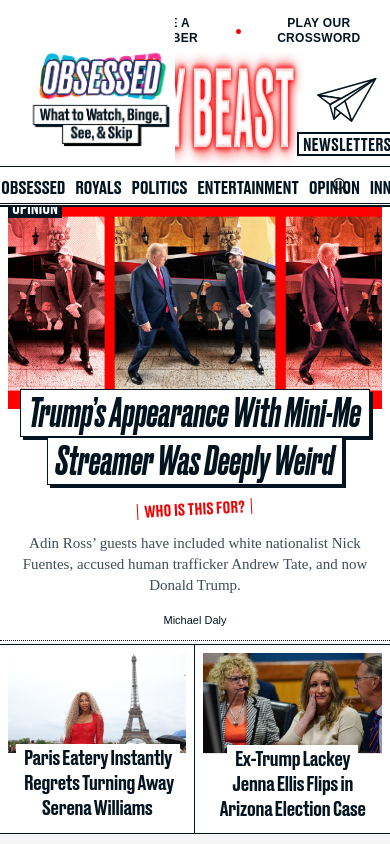 E A
BER
PLAY OUR
CROSSWORD
OBSESSED
What to Watch, Binge,
See, & Skip
Y BEAST
NEWSLETTERS
OBSESSED ROYALS POLITICS ENTERTAINMENT OPINION INN
OPINION
Trump's Appearance With Mini-Me
Streamer Was Deeply Weird
WHO IS THIS FOR?
Adin Ross' guests have included white nationalist Nick
Fuentes, accused human trafficker Andrew Tate, and now
Donald Trump.
Michael Daly
Paris Eatery Instantly
Regrets Turning Away
Serena Williams
Ex-Trump Lackey
Jenna Ellis Flips in
Arizona Election Case